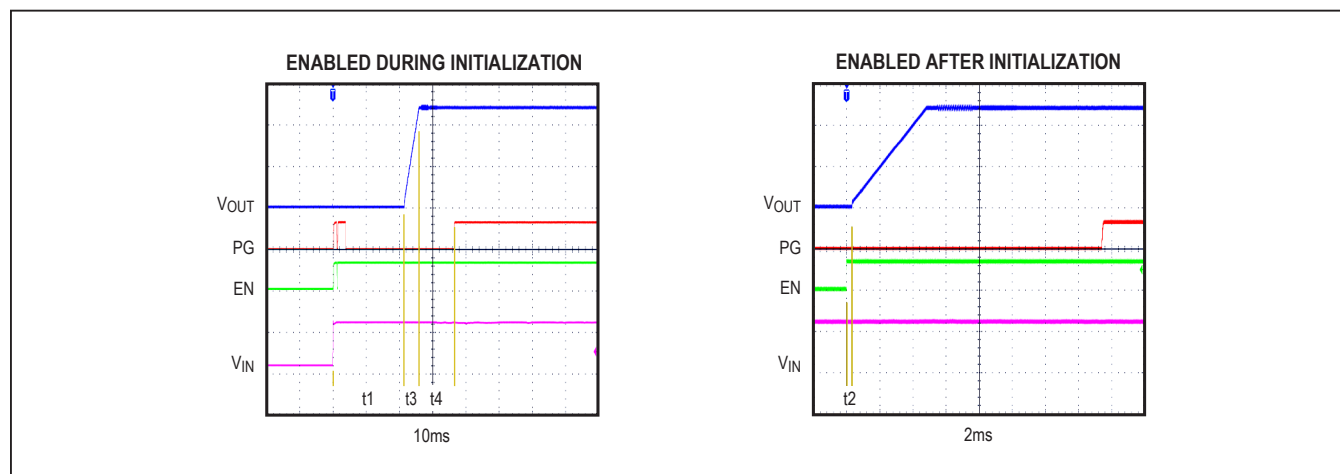 ENABLED DURING INITIALIZATION
T
VOUT
PG
EN
VIN
t1
t3
t4
10ms
ENABLED AFTER INITIALIZATION
T
VOUT
PG
EN
VIN
t2
2ms